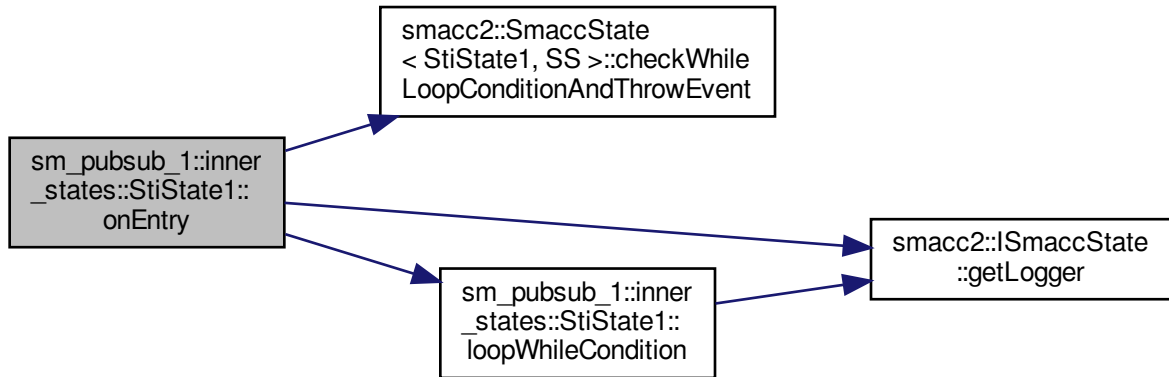 sm_pubsub_1::inner
_states::StiState1::
onEntry
smacc2::SmaccState
< StiState1, SS >::checkWhile
LoopConditionAndThrowEvent
sm_pubsub_1::inner
_states::StiState1::
loopWhileCondition
smacc2::ISmaccState
::getLogger